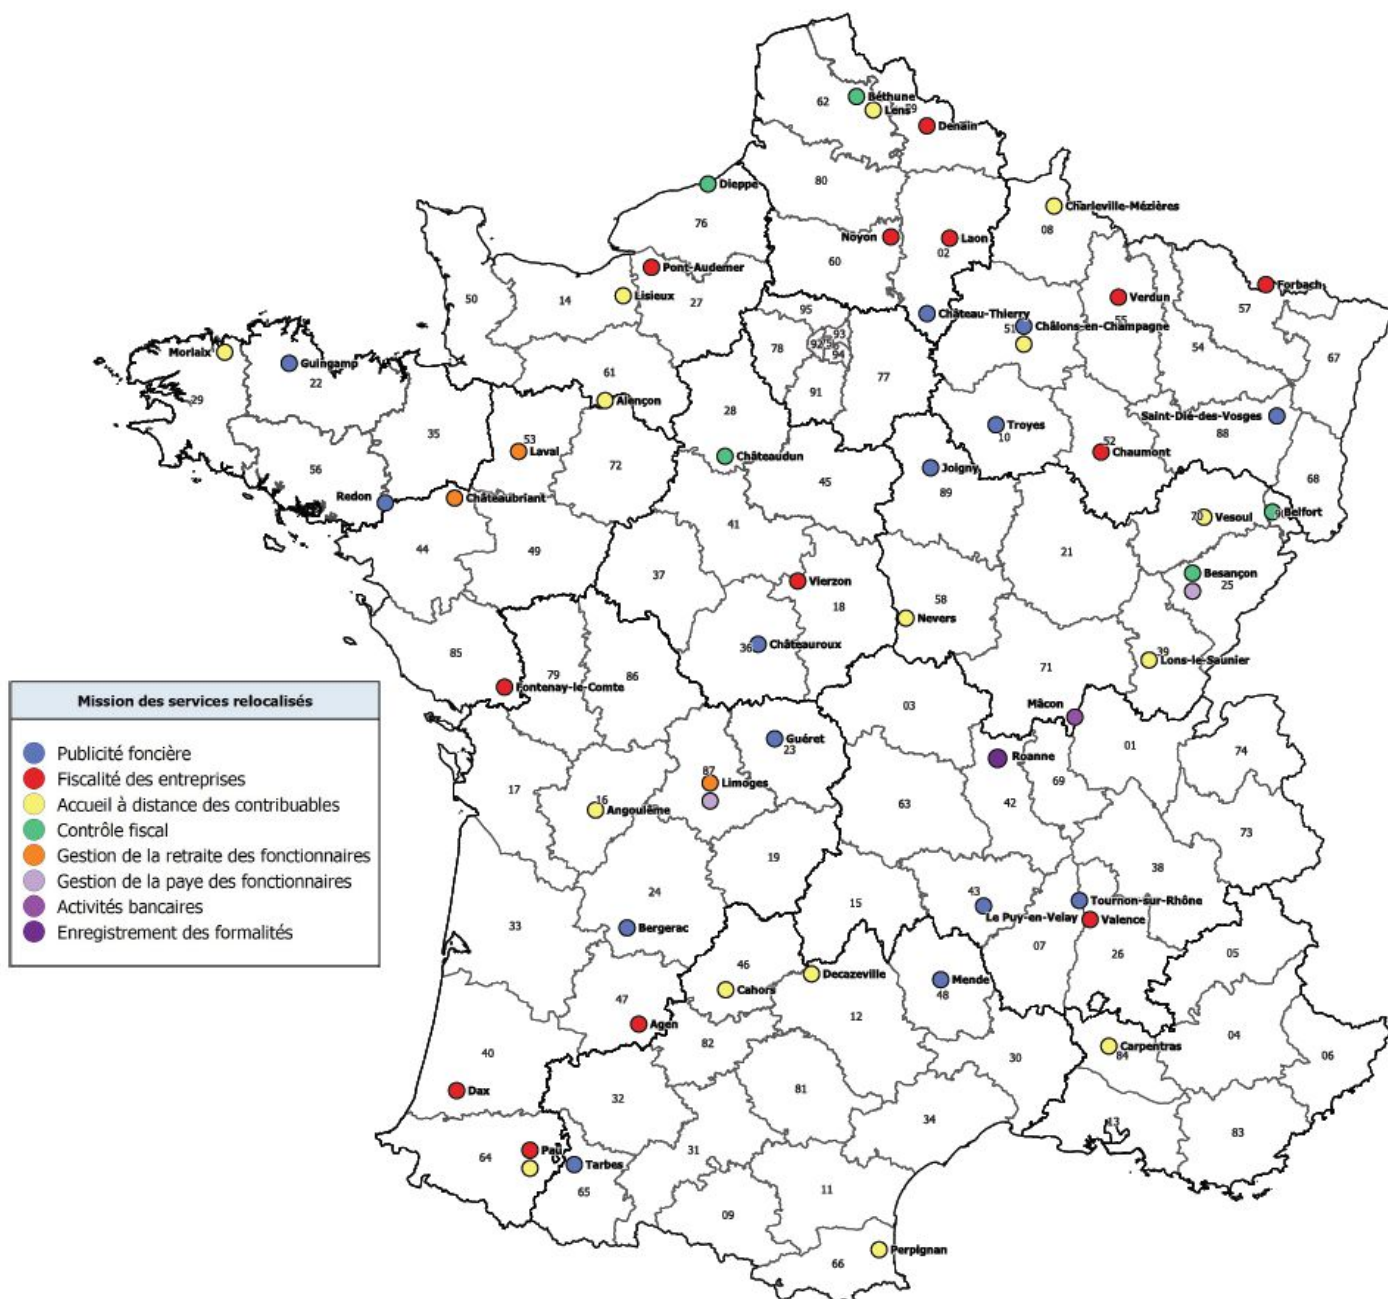 62
Béthune
Lens
59
Denain
80
Dieppe
76
Charleville-Mézières
08
Noyon
60
Laon
02
Pont-Audemer
Lisieux
50
14
27
Verdun
55
Forbach
57
95
Château-Thierry
51
Châlons-en-Champagne
93
92
75
94
78
77
54
67
Morlaix
29
Guingamp
22
61
91
Alençon
28
Saint-Dié-des-Vosges
88
Troyes
10
35
53
Laval
52
Chaumont
56
72
Châteaudun
45
Joigny
89
68
Redon
Châteaubriant
70
Vesoul
90
Belfort
41
44
49
21
37
Vierzon
18
Besançon
25
58
Nevers
36
Châteauroux
85
39
Lons-le-Saunier
79
86
71
Fontenay-le-Comte
03
Mâcon
Mission des services relocalisés
Publicité foncière
Fiscalité des entreprises
Accueil à distance des contribuables
Contrôle fiscal
Gestion de la retraite des fonctionnaires
Gestion de la paye des fonctionnaires
Activités bancaires
Enregistrement des formalités
Guéret
23
Roanne
01
74
87
Limoges
17
16
Angoulême
63
42
69
73
19
38
24
15
43
Le Puy-en-Velay
Tournon-sur-Rhône
Valence
33
Bergerac
07
26
05
46
Cahors
Decazeville
Mende
48
47
Agen
12
82
40
30
Carpentras
84
04
06
Dax
32
81
34
13
83
64
Pau
Tarbes
65
31
11
09
Perpignan
66